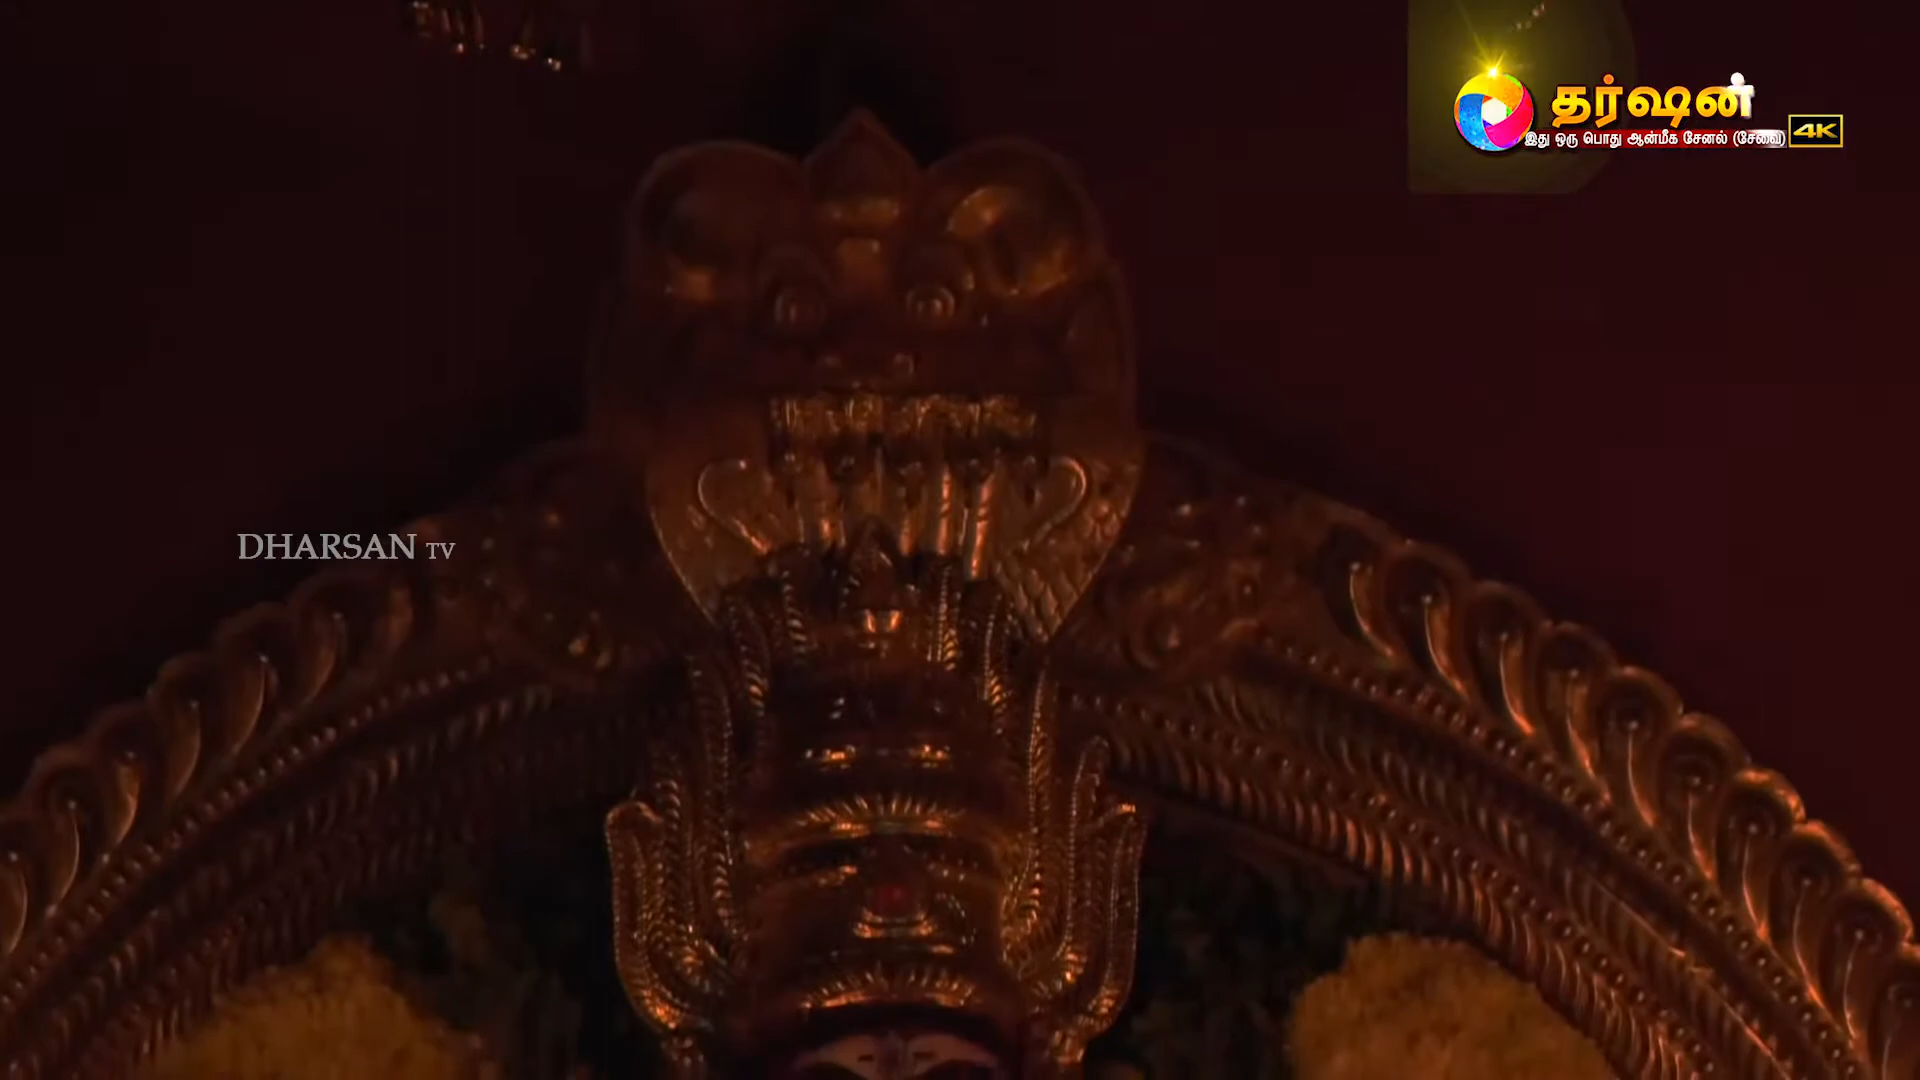 தர்ஷன்
இது ஒரு பொது ஆன்மீக சேனல் (சேவை)
4K
DHARSAN TV